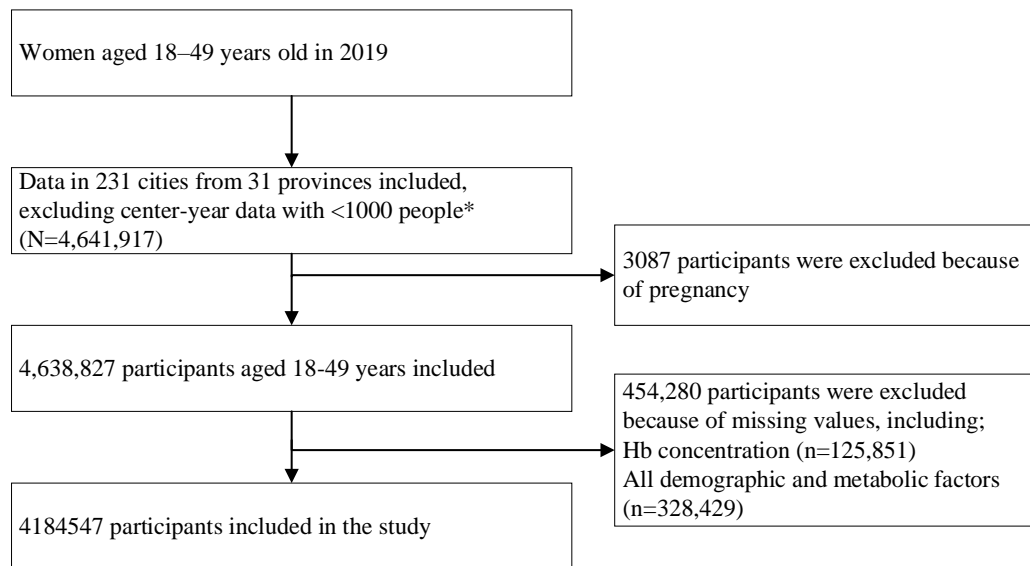 Women aged 18–49 years old in 2019
Data in 231 cities from 31 provinces included,
excluding center-year data with <1000 people*
(N=4,641,917)
3087 participants were excluded because
of pregnancy
4,638,827 participants aged 18-49 years included
454,280 participants were excluded
because of missing values, including;
Hb concentration (n=125,851)
All demographic and metabolic factors
(n=328,429)
4184547 participants included in the study